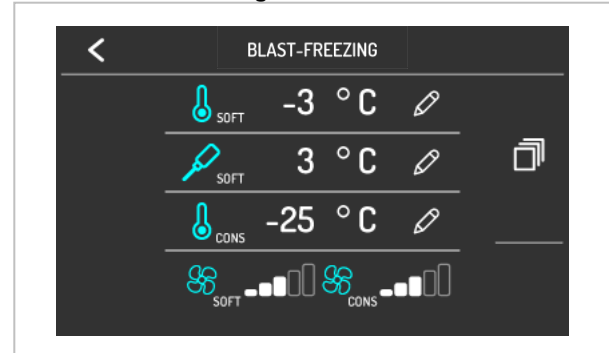 BLAST-FREEZING
SOFT -3 °C
SOFT 3 °C
CONS -25 °C
SOFT CONS